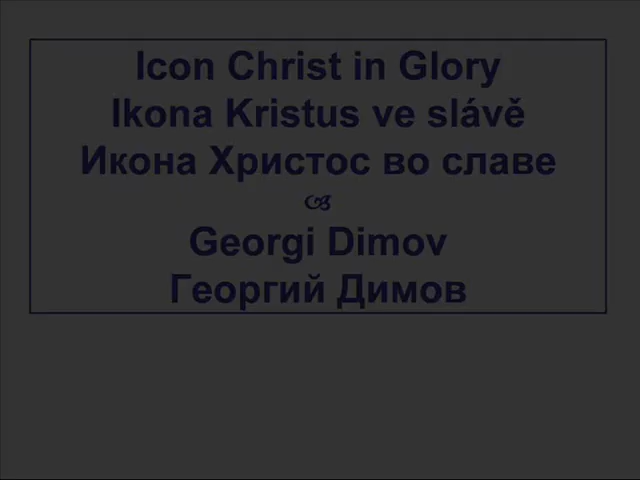 Icon Christ in Glory
Ikona Kristus ve slávě
Икона Христос во славе
Georgi Dimov
Георгий Димов